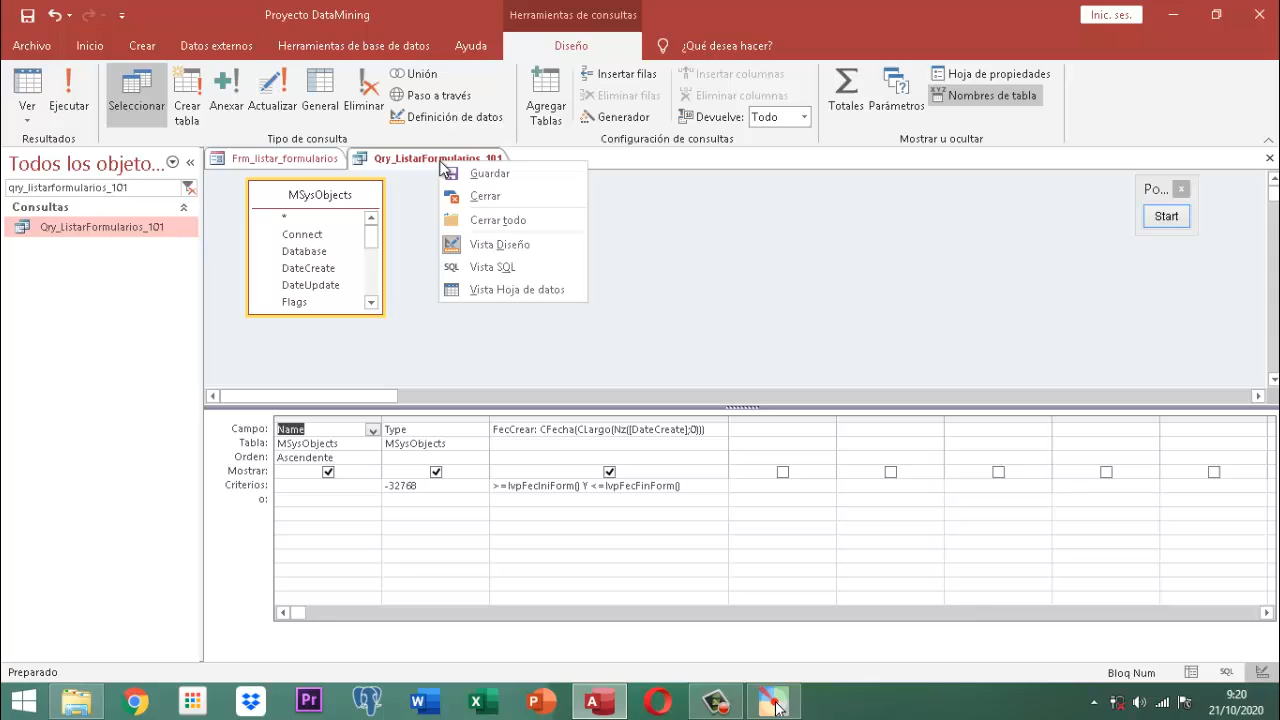 Proyecto DataMining
Herramientas de consultas
Inic. ses.
Archivo
Inicio
Crear
Datos externos
Herramientas de base de datos
Ayuda
Diseño
¿Qué desea hacer?
Ver
Ejecutar
Seleccionar
Crear
tabla
Anexar
Actualizar
General
Eliminar
Unión
Paso a través
Definición de datos
Agregar
Tablas
Insertar filas
Eliminar filas
Generador
Insertar columnas
Eliminar columnas
Devuelve: Todo
Totales
Parámetros
Hoja de propiedades
XYZ Nombres de tabla
Resultados
Tipo de consulta
Configuración de consultas
Mostrar u ocultar
Todos los objeto...
qry_listarformularios_101
Consultas
Qry_ListarFormularios_101
Frm_listar_formularios
Qry_ListarFormularios_101
MSysObjects
*
Connect
Database
DateCreate
DateUpdate
Flags
Guardar
Cerrar
Cerrar todo
Vista Diseño
SQL Vista SQL
Vista Hoja de datos
Po...
Start
Campo: Name Type FecCrear: CFecha(CLargo(Nz([DateCreate];0)))
Tabla: MSysObjects MSysObjects
Orden: Ascendente
Mostrar:
Criterios: -32768 >=lvpFecIniForm() Y <=lvpFecFinForm()
o:
Preparado
Bloq Num
SQL
Pr
9:20
21/10/2020